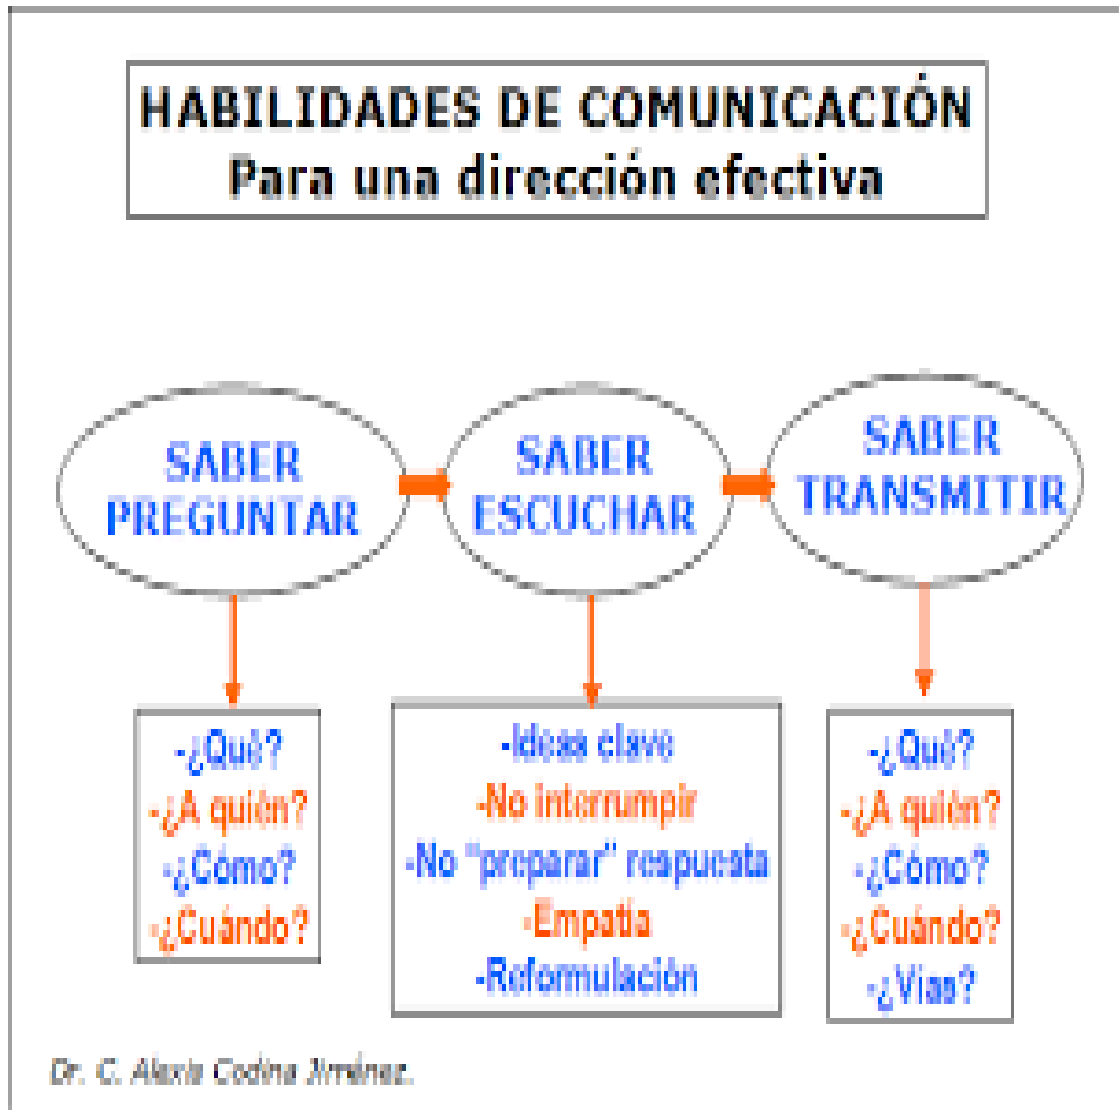 HABILIDADES DE COMUNICACIÓN
Para una dirección efectiva
SABER
PREGUNTAR
SABER
ESCUCHAR
SABER
TRANSMITIR
-¿Qué?
-¿A quién?
-¿Cómo?
-¿Cuándo?
-Ideas clave
-No interrumpir
-No "preparar" respuesta
-Empatía
-Reformulación
-¿Qué?
-¿A quién?
-¿Cómo?
-¿Cuándo?
-¿Vías?
Dr. C. Alexis Codina Jiménez.